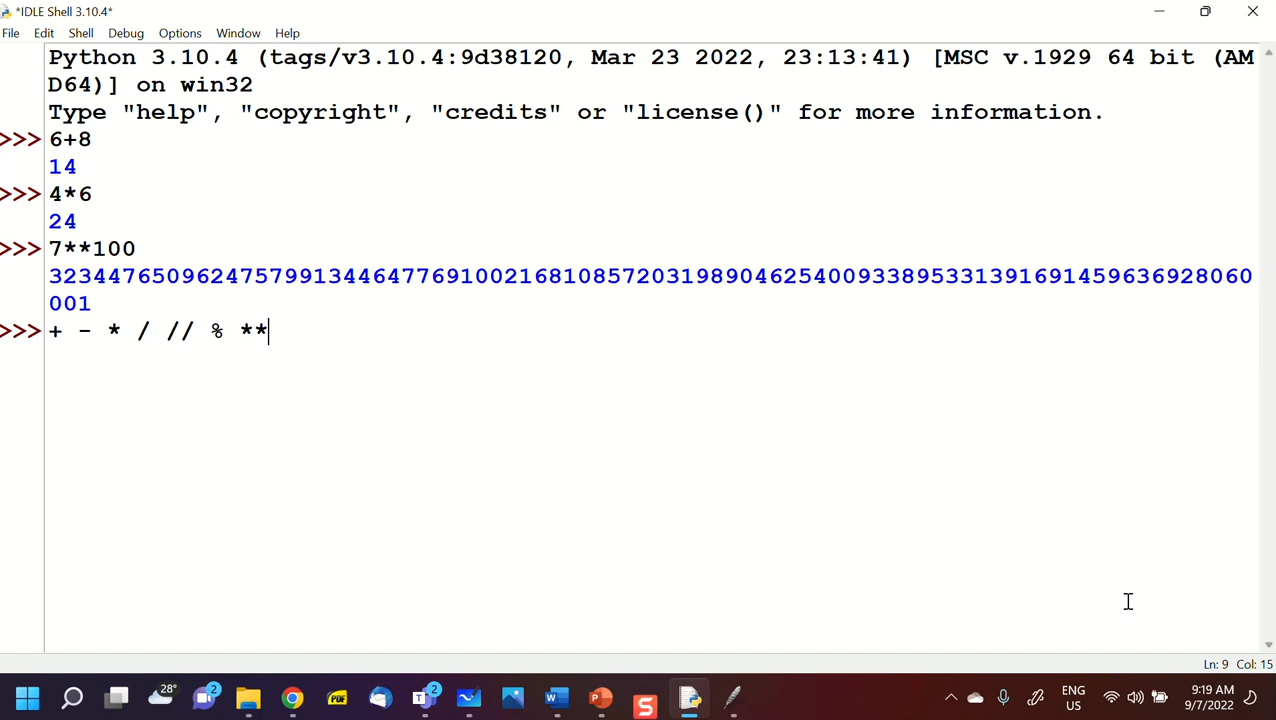 *IDLE Shell 3.10.4*
File Edit Shell Debug Options Window Help
Python 3.10.4 (tags/v3.10.4:9d38120, Mar 23 2022, 23:13:41) [MSC v.1929 64 bit (AM
D64)] on win32
Type "help", "copyright", "credits" or "license()" for more information.
>>> 6+8
14
>>> 4*6
24
>>> 7**100
3234476509624757991344647769100216810857203198904625400933895331391691459636928060
001
>>> + - * / // % **
Ln: 9 Col: 15
28° 2 PDF T 2 W P S ENG 9:19 AM
US 9/7/2022